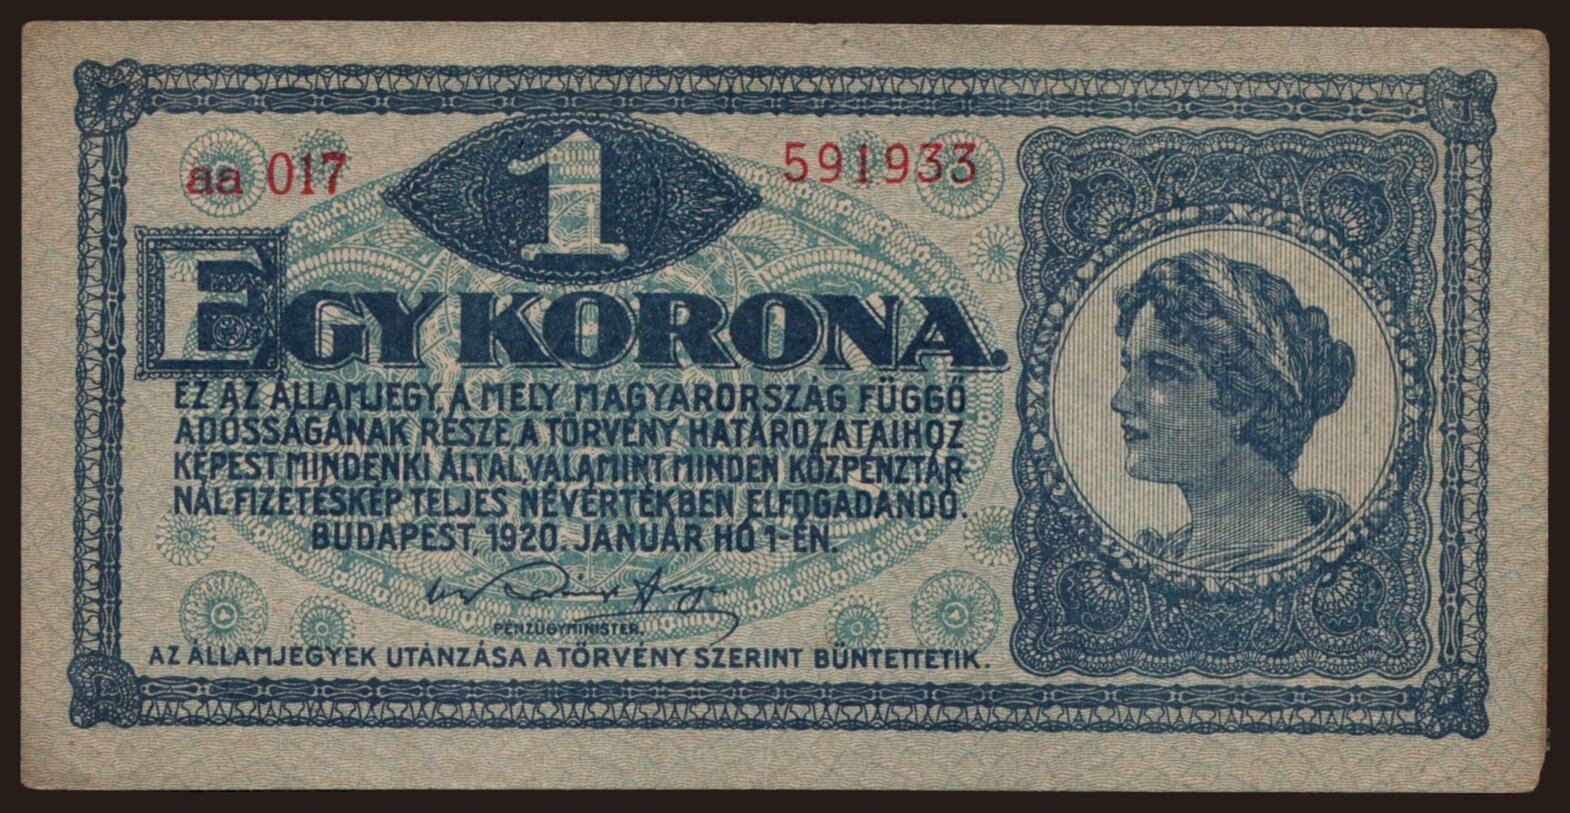 1
aa 017 591933
EGY KORONA.
EZ AZ ÁLLAMJEGY, A MELY MAGYARORSZÁG FÜGGŐ
ADÓSSÁGÁNAK RÉSZE, A TÖRVÉNY HATÁROZATAIHOZ
KÉPEST MINDENKI ÁLTAL, VALAMINT MINDEN KÖZPÉNZTÁR-
NÁL FIZETÉSKÉP TELJES NÉVÉRTÉKBEN ELFOGADANDÓ.
BUDAPEST, 1920. JANUÁR HÓ 1-ÉN.
PÉNZÜGYMINISTER.
AZ ÁLLAMJEGYEK UTÁNZÁSA A TÖRVÉNY SZERINT BÜNTETTETIK.